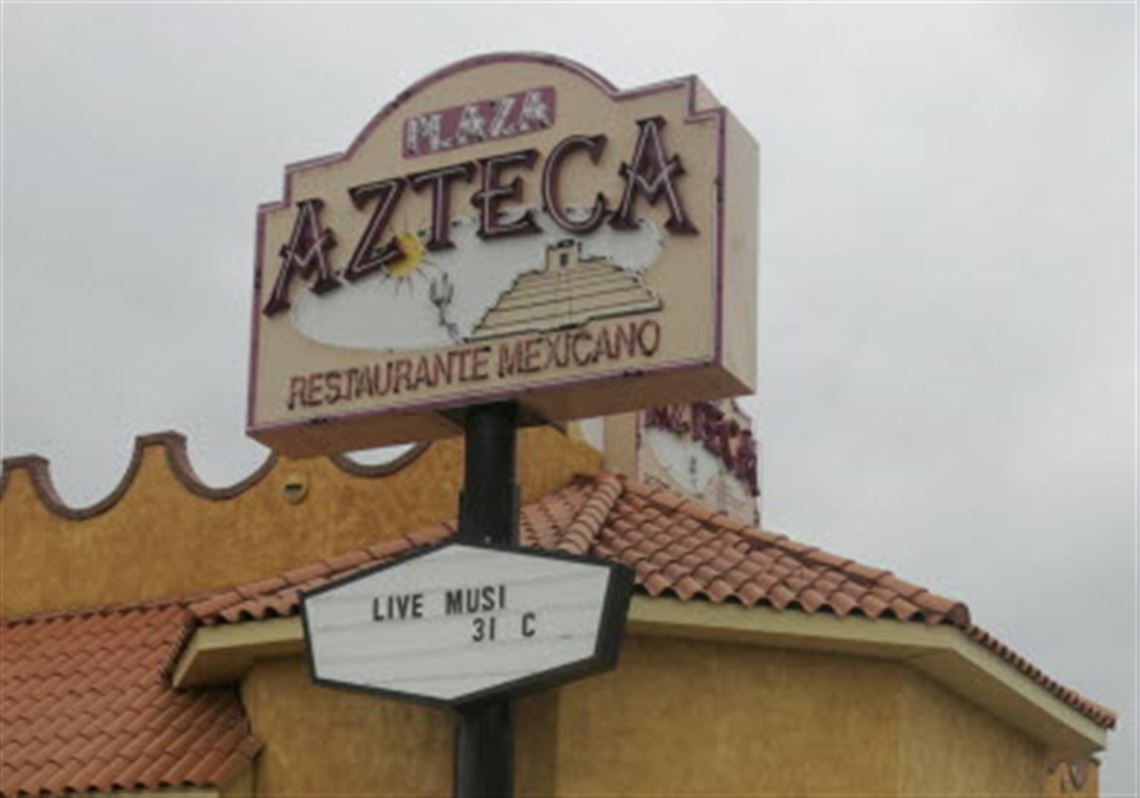 PLAZA
AZTECA
RESTAURANTE MEXICANO
AZTECA
LIVE MUSI
31 C